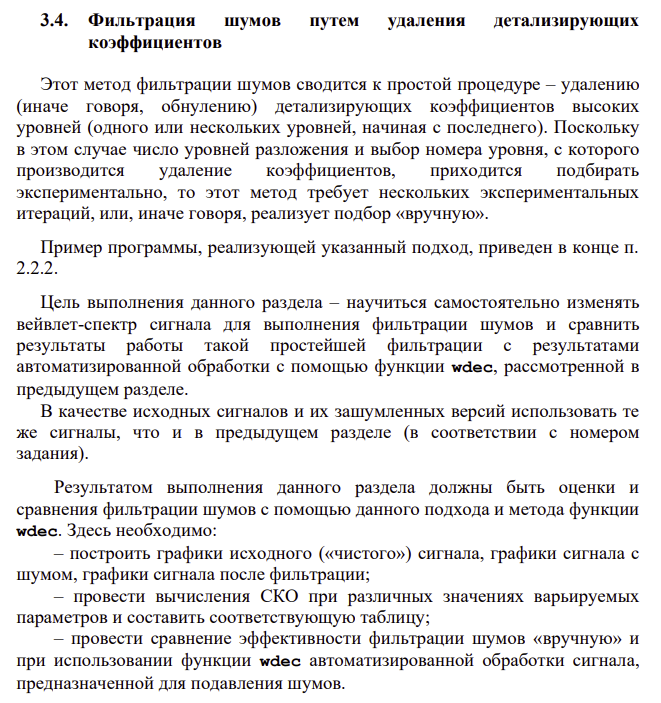 3.4. Фильтрация шумов путем удаления детализирующих
коэффициентов
Этот метод фильтрации шумов сводится к простой процедуре – удалению
(иначе говоря, обнулению) детализирующих коэффициентов высоких
уровней (одного или нескольких уровней, начиная с последнего). Поскольку
в этом случае число уровней разложения и выбор номера уровня, с которого
производится удаление коэффициентов, приходится подбирать
экспериментально, то этот метод требует нескольких экспериментальных
итераций, или, иначе говоря, реализует подбор «вручную».
Пример программы, реализующей указанный подход, приведен в конце п.
2.2.2.
Цель выполнения данного раздела – научиться самостоятельно изменять
вейвлет-спектр сигнала для выполнения фильтрации шумов и сравнить
результаты работы такой простейшей фильтрации с результатами
автоматизированной обработки с помощью функции wdec, рассмотренной в
предыдущем разделе.
В качестве исходных сигналов и их зашумленных версий использовать те
же сигналы, что и в предыдущем разделе (в соответствии с номером
задания).
Результатом выполнения данного раздела должны быть оценки и
сравнения фильтрации шумов с помощью данного подхода и метода функции
wdec. Здесь необходимо:
– построить графики исходного («чистого») сигнала, графики сигнала с
шумом, графики сигнала после фильтрации;
– провести вычисления СКО при различных значениях варьируемых
параметров и составить соответствующую таблицу;
– провести сравнение эффективности фильтрации шумов «вручную» и
при использовании функции wdec автоматизированной обработки сигнала,
предназначенной для подавления шумов.